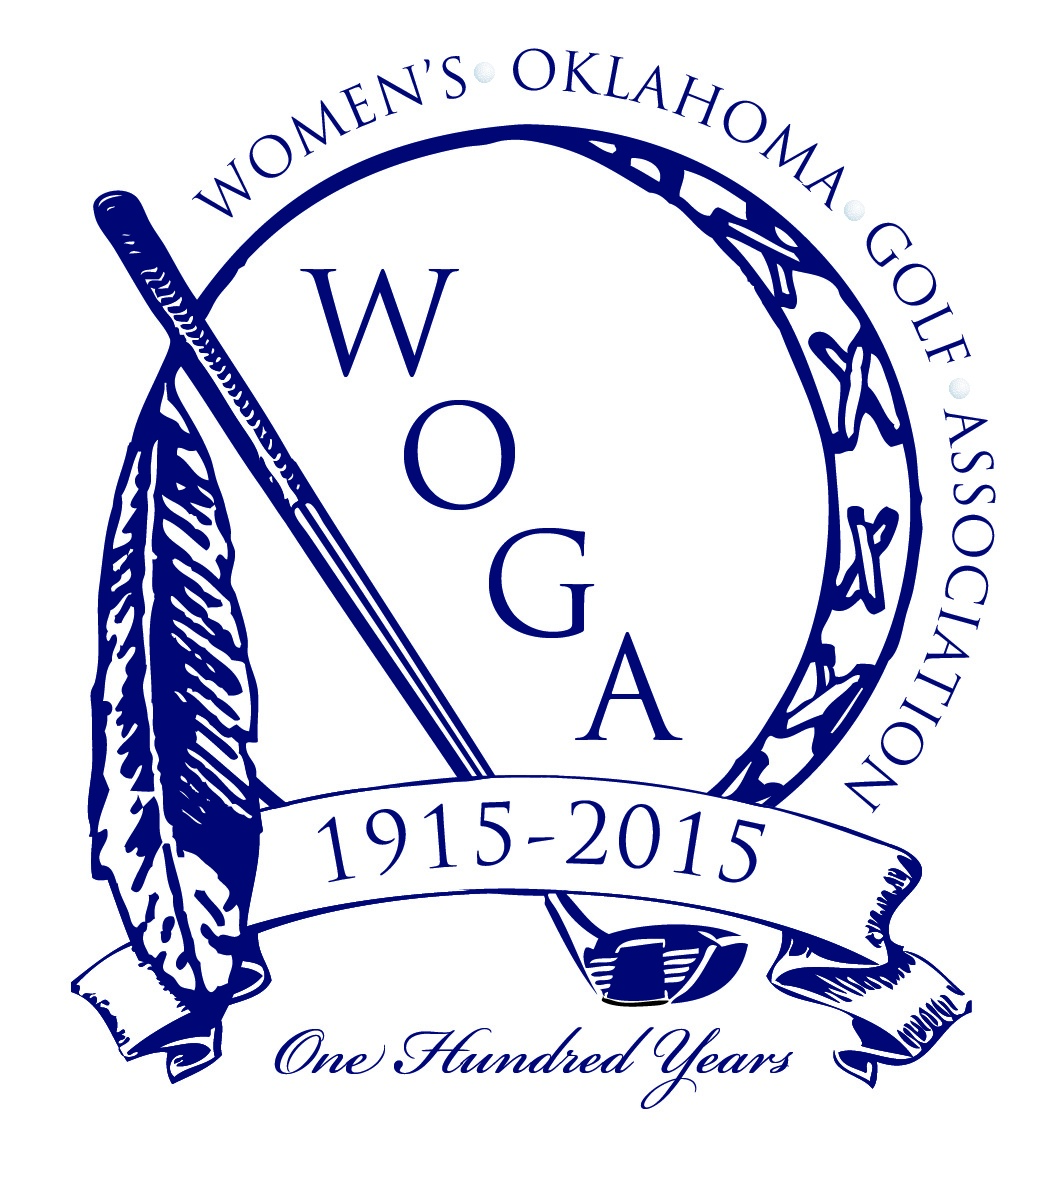 WOMEN'S OKLAHOMA GOLF ASSOCIATION
W
O
G
A
1915-2015
One Hundred Years